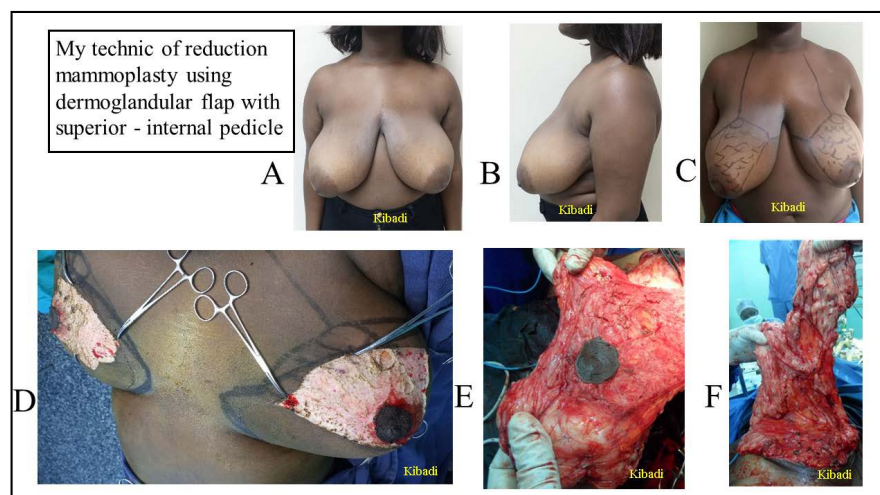 My technic of reduction
mammoplasty using
dermoglandular flap with
superior - internal pedicle
A
Kibadi
B
Kibadi
C
Kibadi
D
Kibadi
E
Kibadi
F
Kibadi